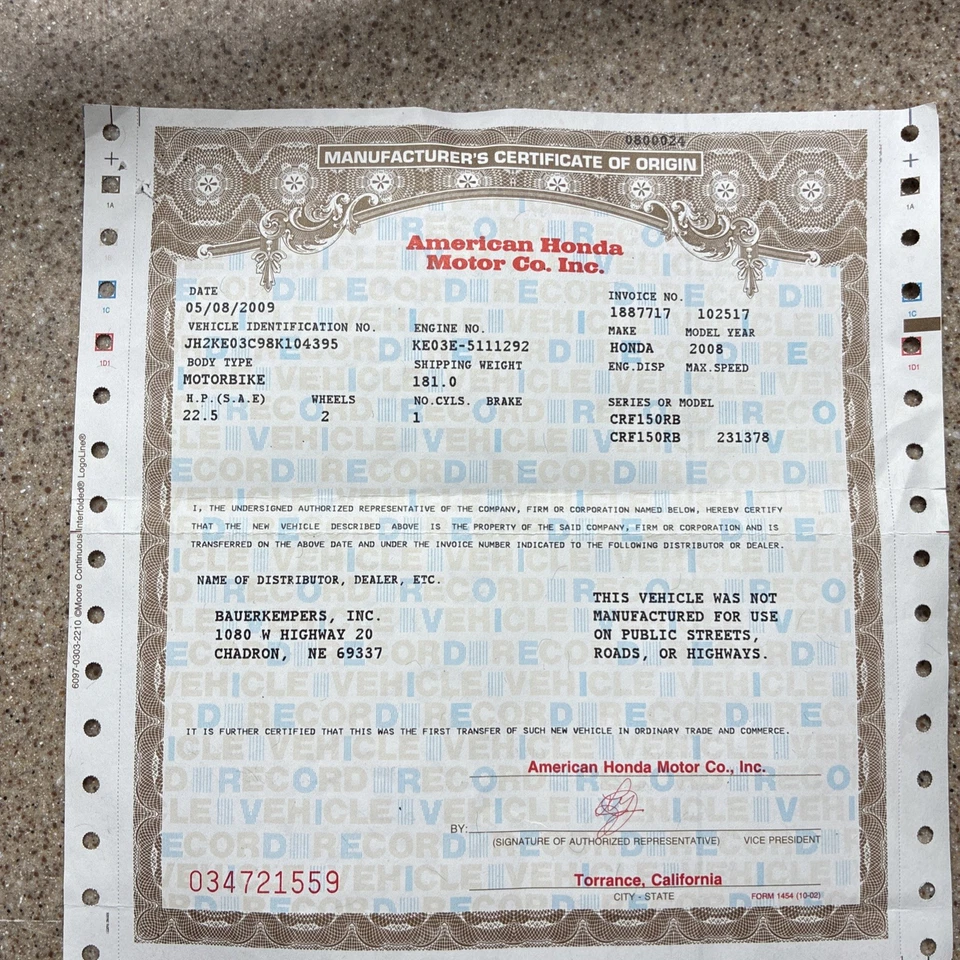 0800024
MANUFACTURER'S CERTIFICATE OF ORIGIN
American Honda
Motor Co. Inc.
DATE
05/08/2009
INVOICE NO.
1887717 102517
VEHICLE IDENTIFICATION NO. ENGINE NO. MAKE MODEL YEAR
JH2KE03C98K104395 KE03E-5111292 HONDA 2008
BODY TYPE SHIPPING WEIGHT ENG.DISP MAX.SPEED
MOTORBIKE 181.0
H.P.(S.A.E) WHEELS NO.CYLS. BRAKE SERIES OR MODEL
22.5 2 1 CRF150RB
CRF150RB 231378
I, THE UNDERSIGNED AUTHORIZED REPRESENTATIVE OF THE COMPANY, FIRM OR CORPORATION NAMED BELOW, HEREBY CERTIFY
THAT THE NEW VEHICLE DESCRIBED ABOVE IS THE PROPERTY OF THE SAID COMPANY, FIRM OR CORPORATION AND IS
TRANSFERRED ON THE ABOVE DATE AND UNDER THE INVOICE NUMBER INDICATED TO THE FOLLOWING DISTRIBUTOR OR DEALER.
NAME OF DISTRIBUTOR, DEALER, ETC.
BAUERKEMPERS, INC.
1080 W HIGHWAY 20
CHADRON, NE 69337
THIS VEHICLE WAS NOT
MANUFACTURED FOR USE
ON PUBLIC STREETS,
ROADS, OR HIGHWAYS.
IT IS FURTHER CERTIFIED THAT THIS WAS THE FIRST TRANSFER OF SUCH NEW VEHICLE IN ORDINARY TRADE AND COMMERCE.
American Honda Motor Co., Inc.
BY:
(SIGNATURE OF AUTHORIZED REPRESENTATIVE) VICE PRESIDENT
034721559
Torrance, California
CITY - STATE FORM 1454 (10-02)
6097-0303-2210 ©Moore Continuous Interfolded® LogoLine®
1A
1C
1D1
1A
1C
1D1